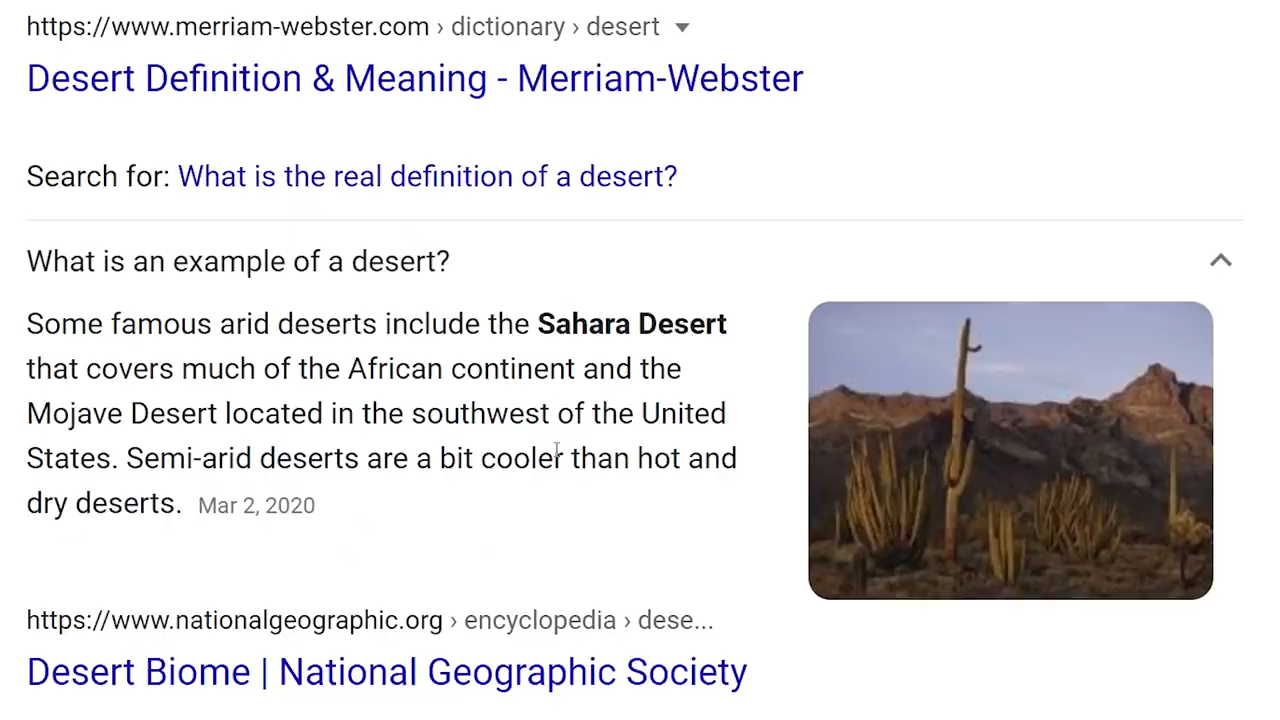 https://www.merriam-webster.com › dictionary › desert
Desert Definition & Meaning - Merriam-Webster
Search for: What is the real definition of a desert?
What is an example of a desert?
Some famous arid deserts include the Sahara Desert
that covers much of the African continent and the
Mojave Desert located in the southwest of the United
States. Semi-arid deserts are a bit cooler than hot and
dry deserts. Mar 2, 2020
https://www.nationalgeographic.org › encyclopedia › dese...
Desert Biome | National Geographic Society